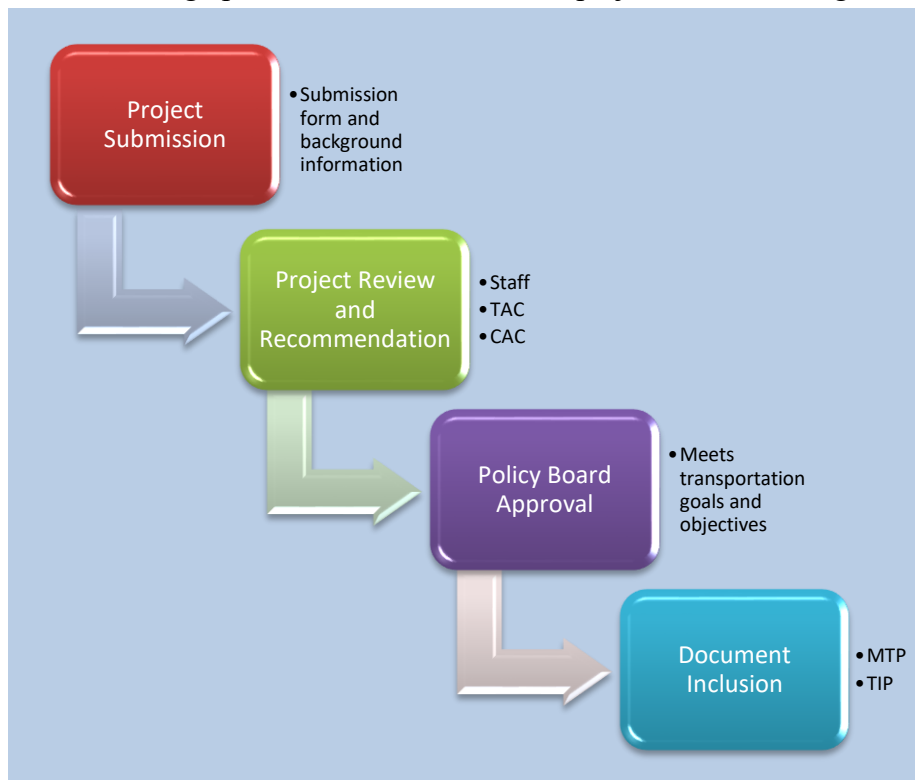 Project
Submission
•Submission
form and
background
information
Project Review
and
Recommendation
•Staff
•TAC
•CAC
Policy Board
Approval
•Meets
transportation
goals and
objectives
Document
Inclusion
•MTP
•TIP